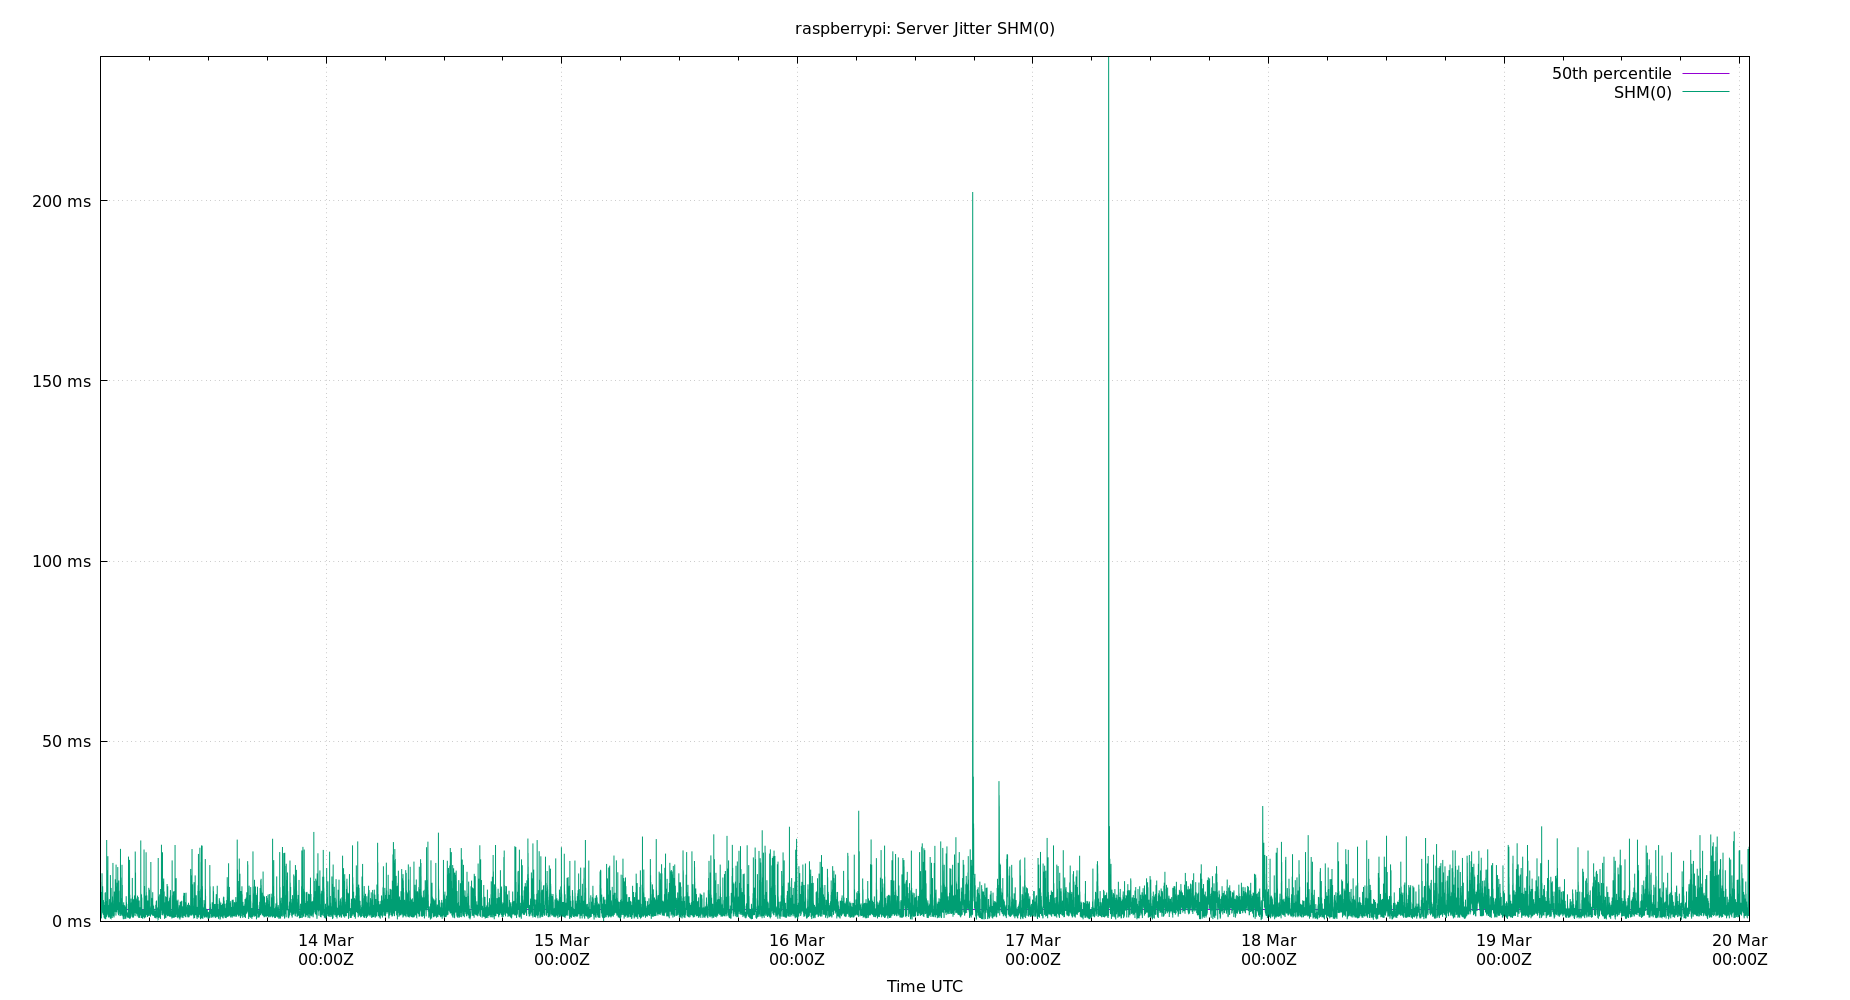 raspberrypi: Server Jitter SHM(0)
50th percentile
SHM(0)
200 ms
150 ms
100 ms
50 ms
0 ms
14 Mar 15 Mar 16 Mar 17 Mar 18 Mar 19 Mar 20 Mar
00:00Z 00:00Z 00:00Z 00:00Z 00:00Z 00:00Z 00:00Z
Time UTC